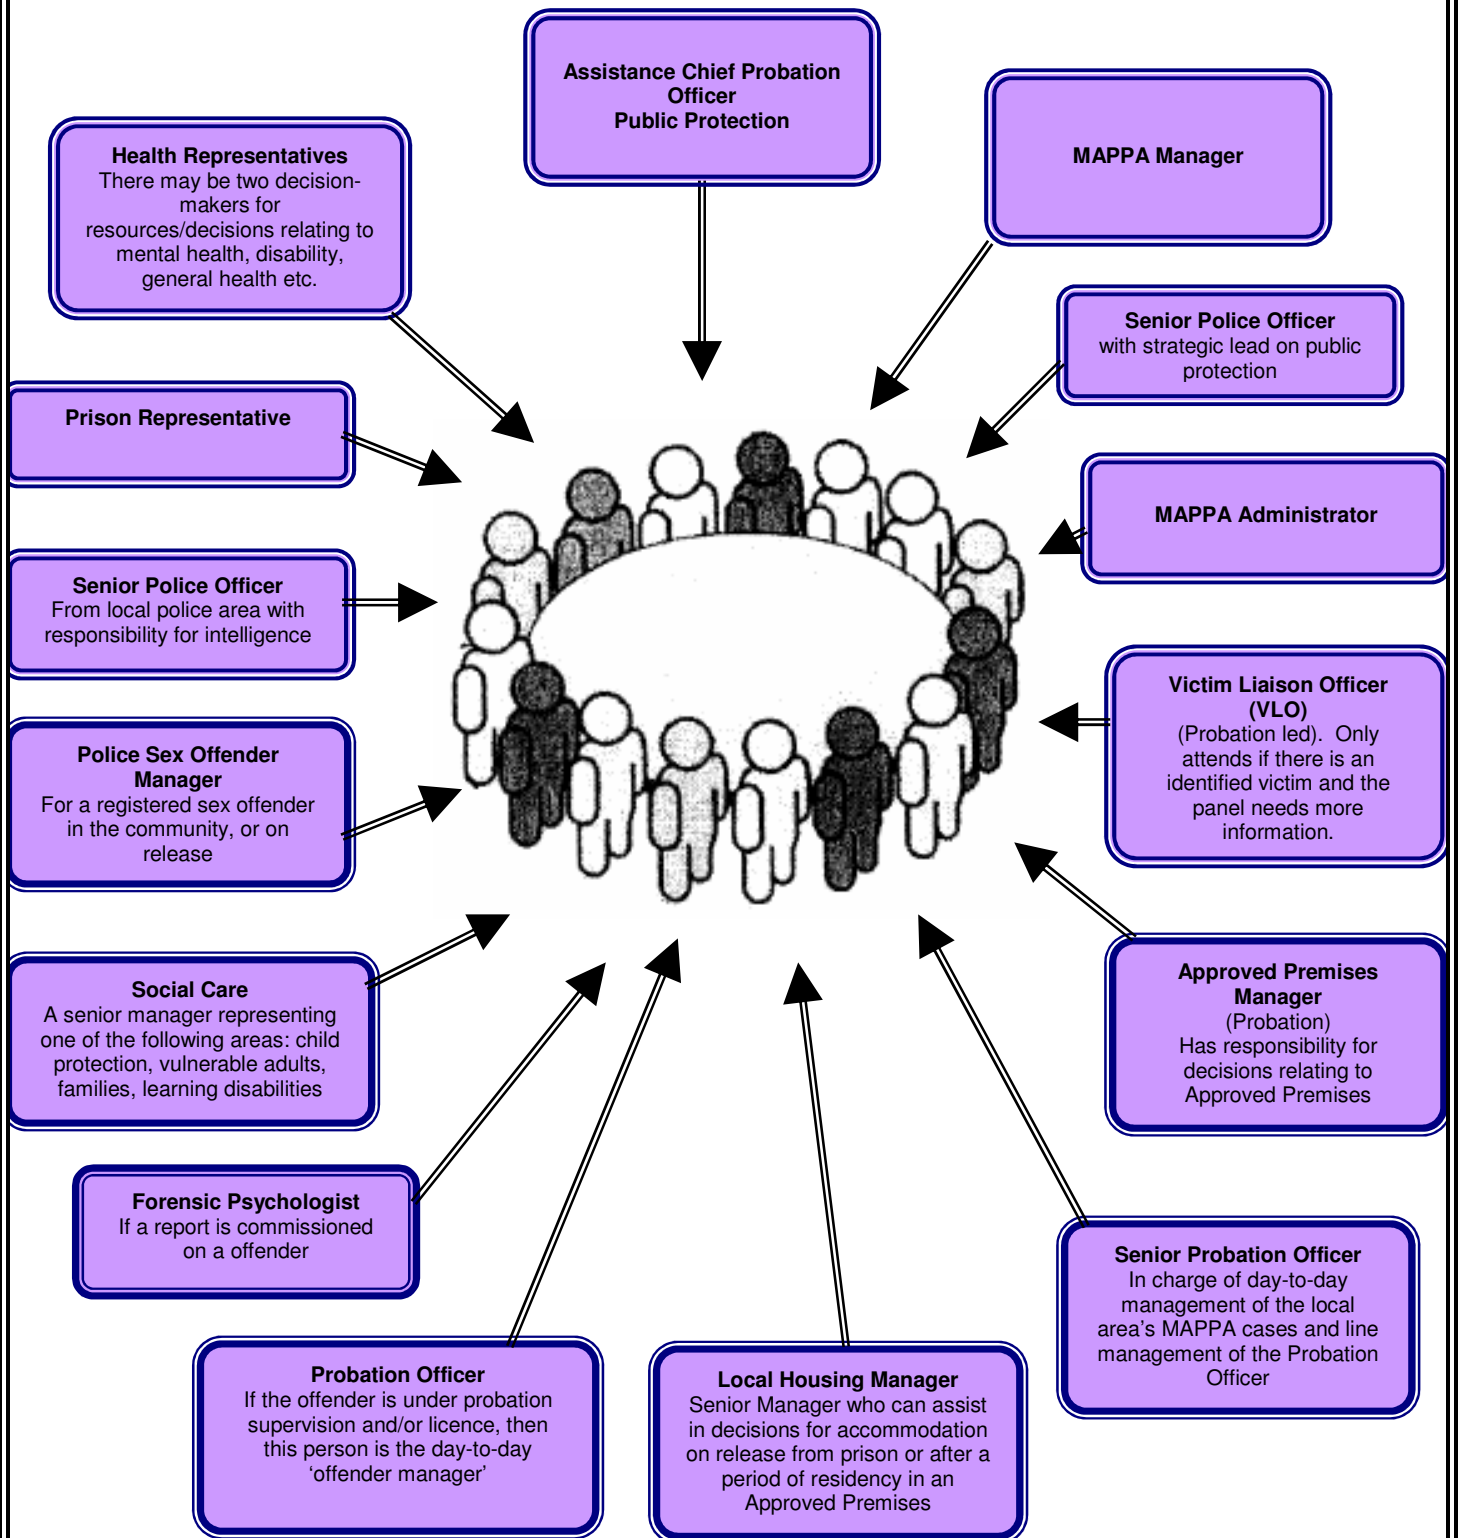 Assistance Chief Probation
Officer
Public Protection
MAPPA Manager
Health Representatives
There may be two decision-
makers for
resources/decisions relating to
mental health, disability,
general health etc.
Senior Police Officer
with strategic lead on public
protection
Prison Representative
MAPPA Administrator
Senior Police Officer
From local police area with
responsibility for intelligence
Victim Liaison Officer
(VLO)
(Probation led).  Only
attends if there is an
identified victim and the
panel needs more
information.
Police Sex Offender
Manager
For a registered sex offender
in the community, or on
release
Approved Premises
Manager
(Probation)
Has responsibility for
decisions relating to
Approved Premises
Social Care
A senior manager representing
one of the following areas: child
protection, vulnerable adults,
families, learning disabilities
Forensic Psychologist
If a report is commissioned
on a offender
Senior Probation Officer
In charge of day-to-day
management of the local
area’s MAPPA cases and line
management of the Probation
Officer
Probation Officer
If the offender is under probation
supervision and/or licence, then
this person is the day-to-day
‘offender manager’
Local Housing Manager
Senior Manager who can assist
in decisions for accommodation
on release from prison or after a
period of residency in an
Approved Premises